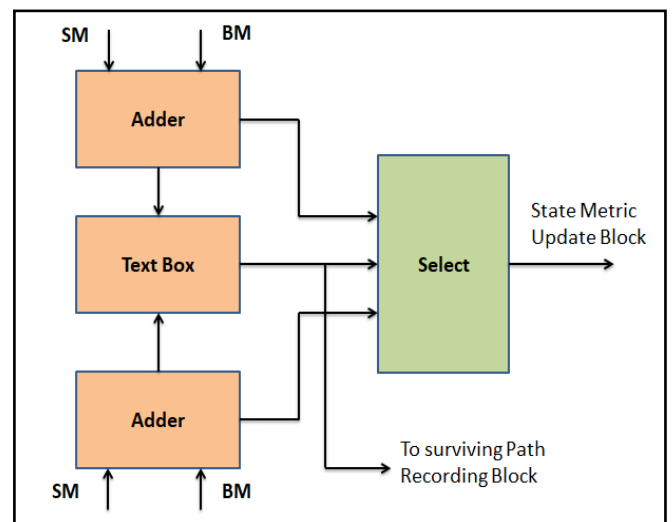 SM
BM
Adder
Text Box
Select
State Metric
Update Block
Adder
To surviving Path
Recording Block
SM
BM